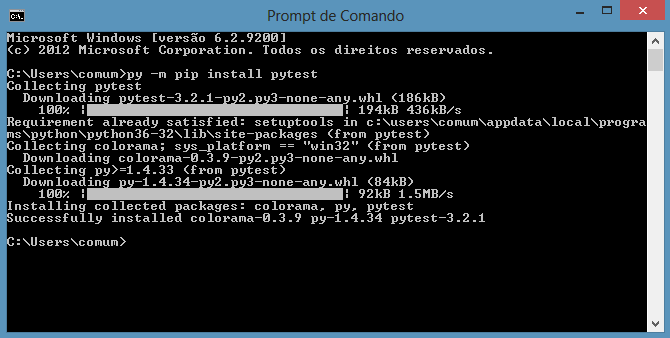 Prompt de Comando
Microsoft Windows [versão 6.2.9200]
(c) 2012 Microsoft Corporation. Todos os direitos reservados.
C:\Users\comum>py -m pip install pytest
Collecting pytest
Downloading pytest-3.2.1-py2.py3-none-any.whl (186kB)
100% |████████████████████████████████| 194kB 436kB/s
Requirement already satisfied: setuptools in c:\users\comum\appdata\local\progra
ms\python\python36-32\lib\site-packages (from pytest)
Collecting colorama; sys_platform == "win32" (from pytest)
Downloading colorama-0.3.9-py2.py3-none-any.whl
Collecting py>=1.4.33 (from pytest)
Downloading py-1.4.34-py2.py3-none-any.whl (84kB)
100% |████████████████████████████████| 92kB 1.5MB/s
Installing collected packages: colorama, py, pytest
Successfully installed colorama-0.3.9 py-1.4.34 pytest-3.2.1
C:\Users\comum>